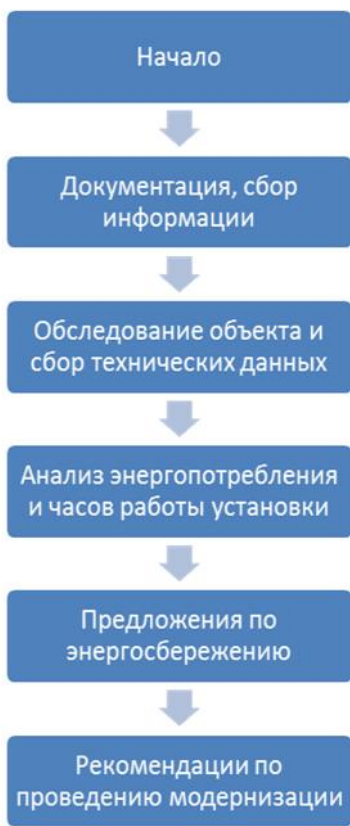 Начало
Документация, сбор
информации
Обследование объекта и
сбор технических данных
Анализ энергопотребления
и часов работы установки
Предложения по
энергосбережению
Рекомендации по
проведению модернизации